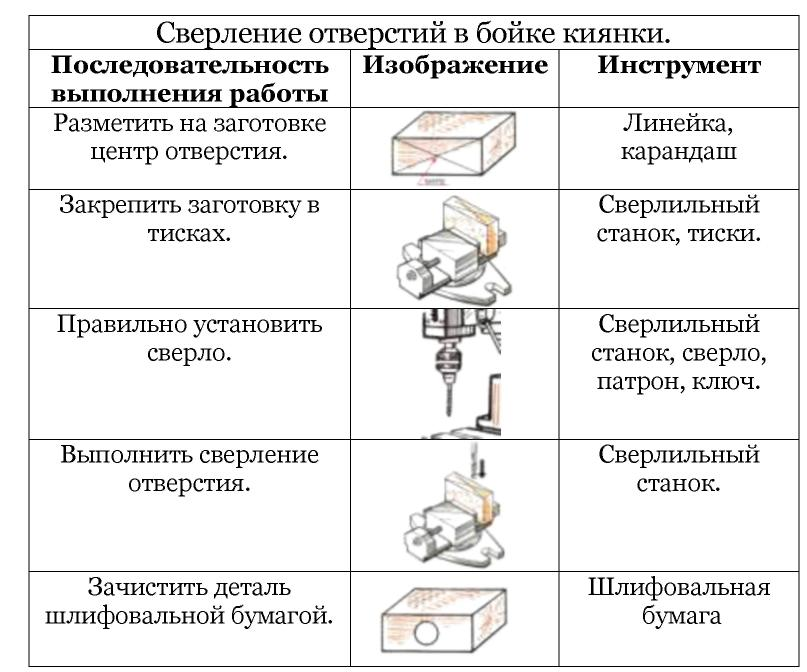 Сверление отверстий в бойке киянки.
Последовательность
выполнения работы
Изображение
Инструмент
Разметить на заготовке
центр отверстия.
Линейка,
карандаш
Закрепить заготовку в
тисках.
Сверлильный
станок, тиски.
Правильно установить
сверло.
Сверлильный
станок, сверло,
патрон, ключ.
Выполнить сверление
отверстия.
Сверлильный
станок.
Зачистить деталь
шлифовальной бумагой.
Шлифовальная
бумага